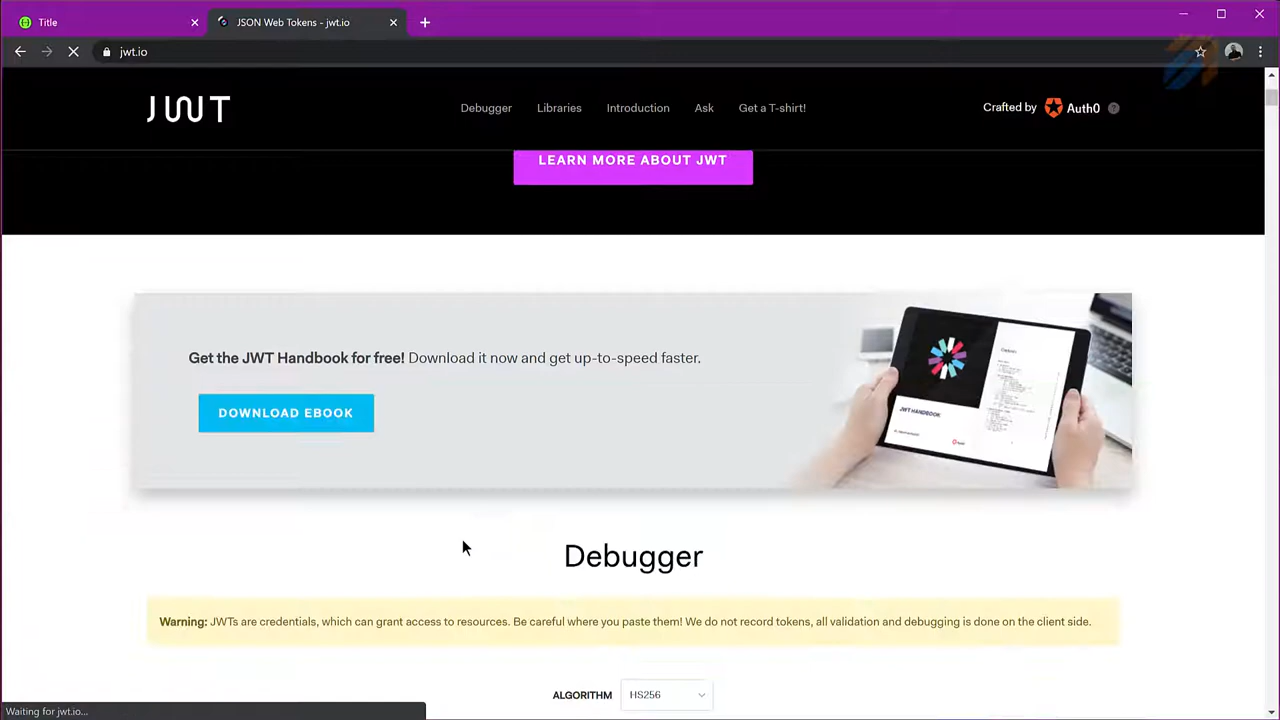 Title
JSON Web Tokens - jwt.io
jwt.io
JWT
Debugger
Libraries
Introduction
Ask
Get a T-shirt!
Crafted by Auth0 ?
LEARN MORE ABOUT JWT
Get the JWT Handbook for free! Download it now and get up-to-speed faster.
DOWNLOAD EBOOK
JWT HANDBOOK
Debugger
Warning: JWTs are credentials, which can grant access to resources. Be careful where you paste them! We do not record tokens, all validation and debugging is done on the client side.
ALGORITHM HS256
Waiting for jwt.io...